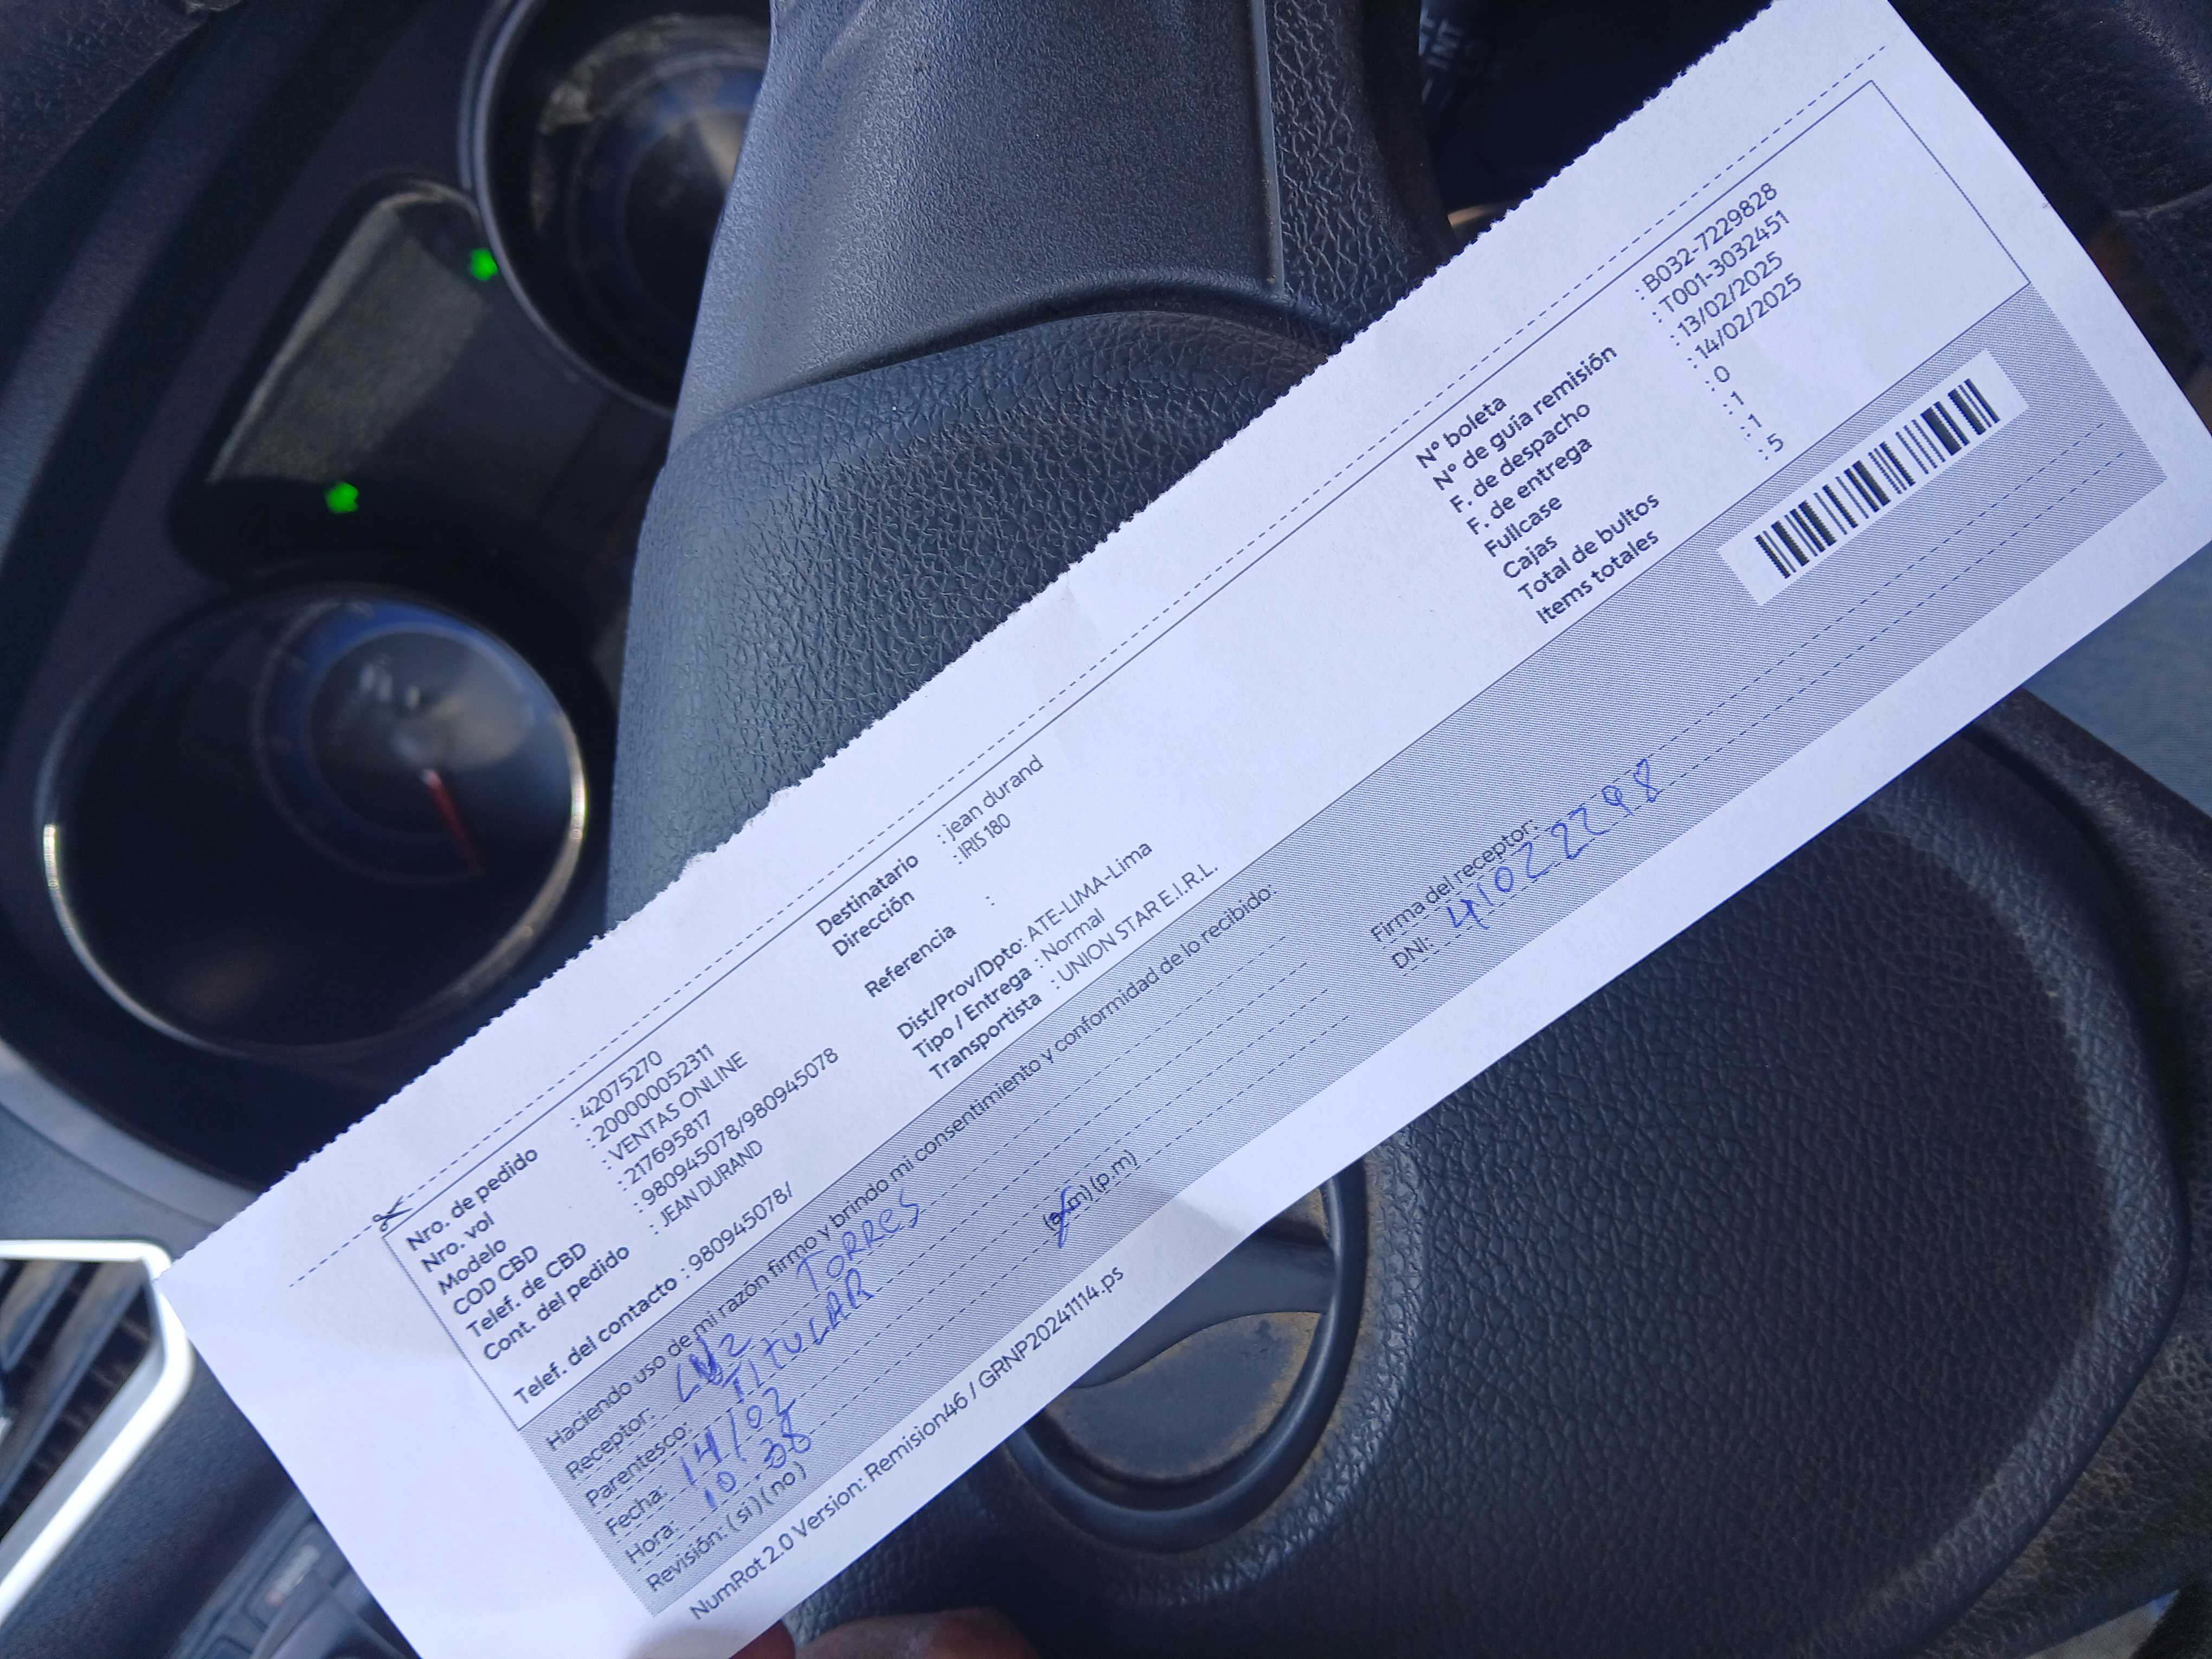 Nro. de pedido : 42075270
Nro. vol : 200000052311
Modelo : VENTAS ONLINE
COD CBD : 217695817
Telef. de CBD : 980945078/980945078
Cont. del pedido : JEAN DURAND
Telef. del contacto : 980945078/
Destinatario : jean durand
Dirección : IRIS 180
Referencia :
Dist/Prov/Dpto: ATE-LIMA-Lima
Tipo / Entrega : Normal
Transportista : UNION STAR E.I.R.L.
N° boleta : B032-7229828
N° de guía remisión : T001-3032451
F. de despacho : 13/02/2025
F. de entrega : 14/02/2025
Fullcase : 0
Cajas : 1
Total de bultos : 1
Items totales : 5
Haciendo uso de mi razón firmo y brindo mi consentimiento y conformidad de lo recibido:
Receptor: LUZ TORRES
Parentesco: TITULAR
Fecha: 14/02
Hora: 10:38 (a.m) (p.m)
Revisión: ( si ) ( no )
Firma del receptor:
DNI: 41022298
NumRot 2.0 Version: Remision46 / GRNP20241114.ps